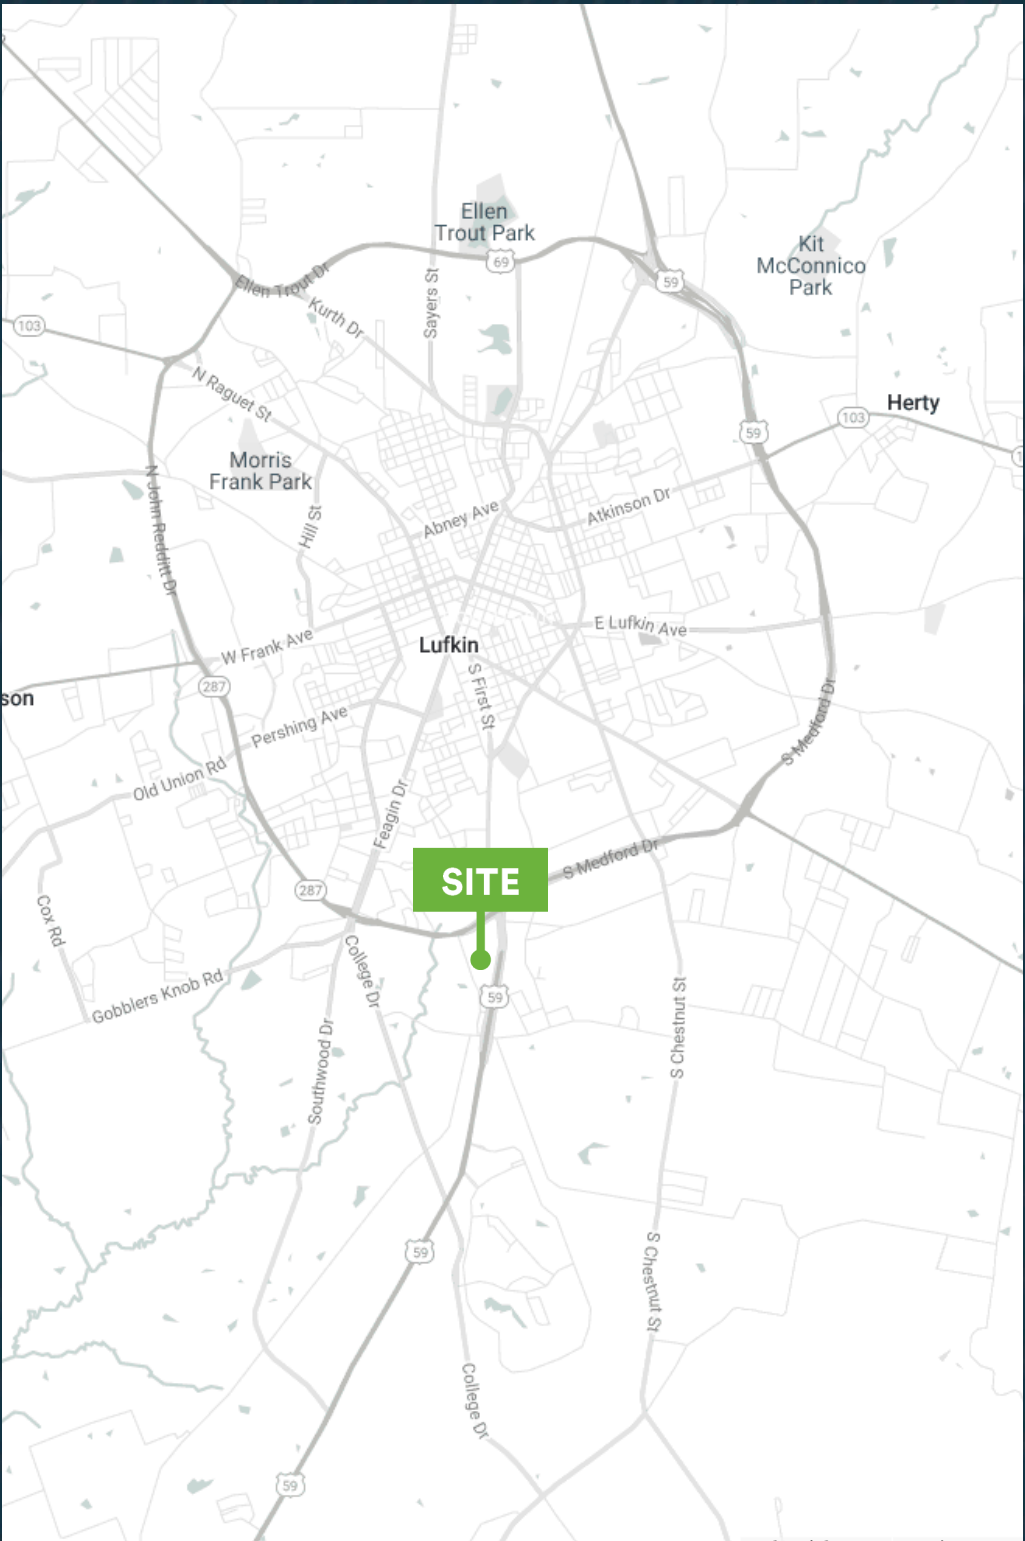 Ellen
Trout Park
Kit
McConnico
Park
69
59
Ellen Trout Dr
Kurth Dr
Sayers St
103
N Raguet St
Herty
103
59
Morris
Frank Park
N John Redditt Dr
Hill St
Abney Ave
Atkinson Dr
E Lufkin Ave
W Frank Ave
Lufkin
S First St
son
287
Pershing Ave
Old Union Rd
S Medford Dr
Feagin Dr
S Medford Dr
SITE
287
Cox Rd
College Dr
Gobblers Knob Rd
59
S Chestnut St
Southwood Dr
59
S Chestnut St
College Dr
59